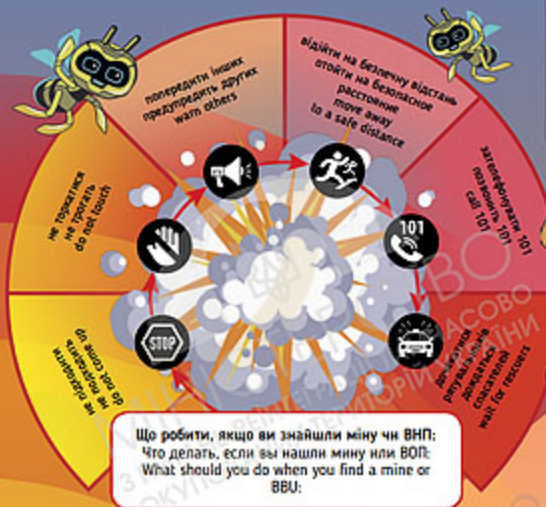 не підходити
не подходить
do not come up
не торкатися
не трогать
do not touch
попередити інших
предупредить других
warn others
відійти на безпечну відстань
отойти на безопасное
расстояние
move away
to a safe distance
зателефонувати 101
позвонить 101
call 101
рятувальників
дождаться
спасателей
wait for rescuers
STOP
101
Що робити, якщо ви знайшли міну чи ВНП:
Что делать, если вы нашли мину или ВОП:
What should you do when you find a mine or
BBU: